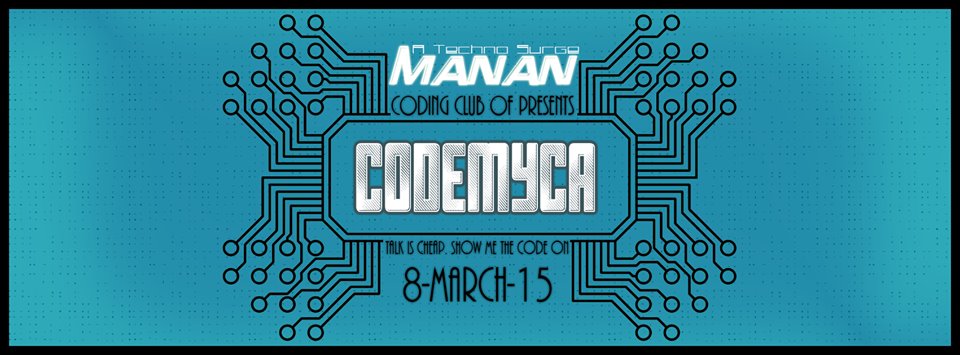 A Techno Surge
MANAN
CODING CLUB OF PRESENTS
CODEMYCA
TALK IS CHEAP. SHOW ME THE CODE ON
8-MARCH-15